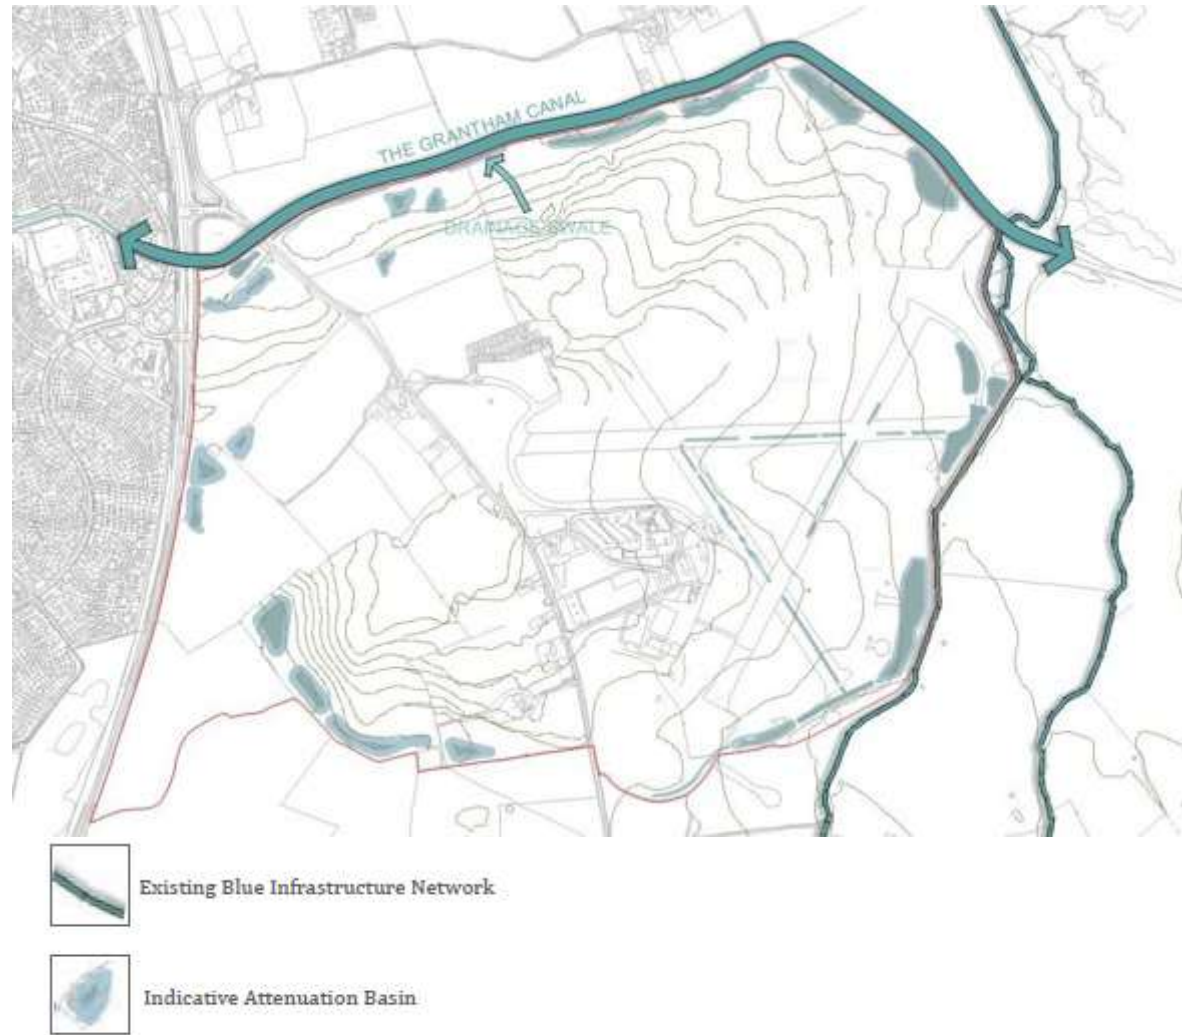 THE GRANTHAM CANAL
DRAINAGE SWALE
Existing Blue Infrastructure Network
Indicative Attenuation Basin